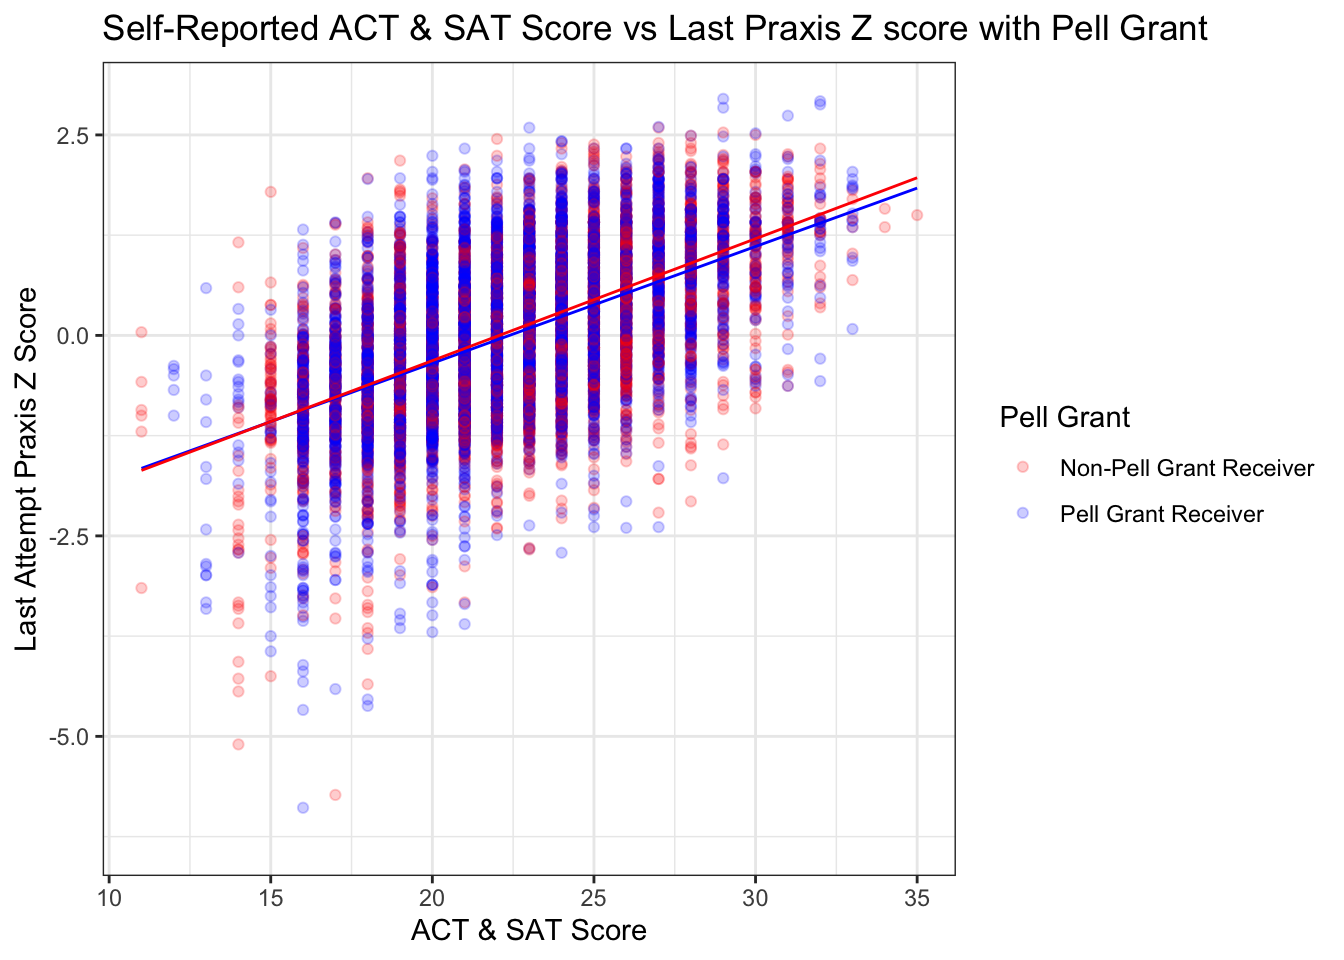 Self-Reported ACT & SAT Score vs Last Praxis Z score with Pell Grant
Last Attempt Praxis Z Score
2.5
0.0
-2.5
-5.0
10 15 20 25 30 35
ACT & SAT Score
Pell Grant
Non-Pell Grant Receiver
Pell Grant Receiver